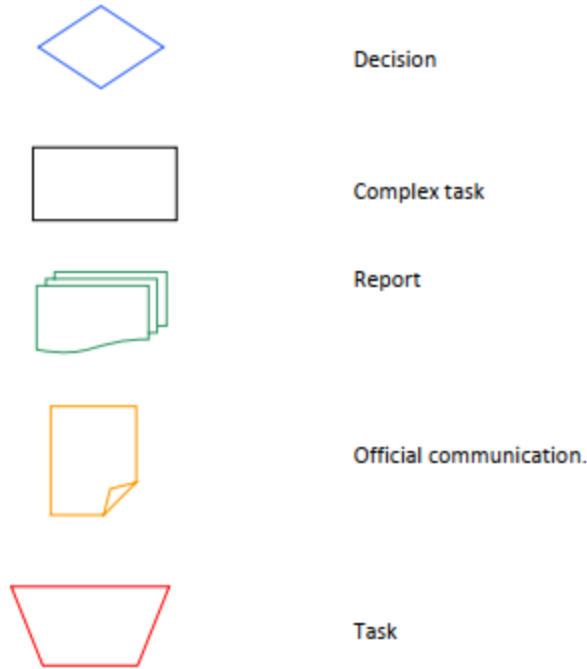 Decision
Complex task
Report
Official communication.
Task